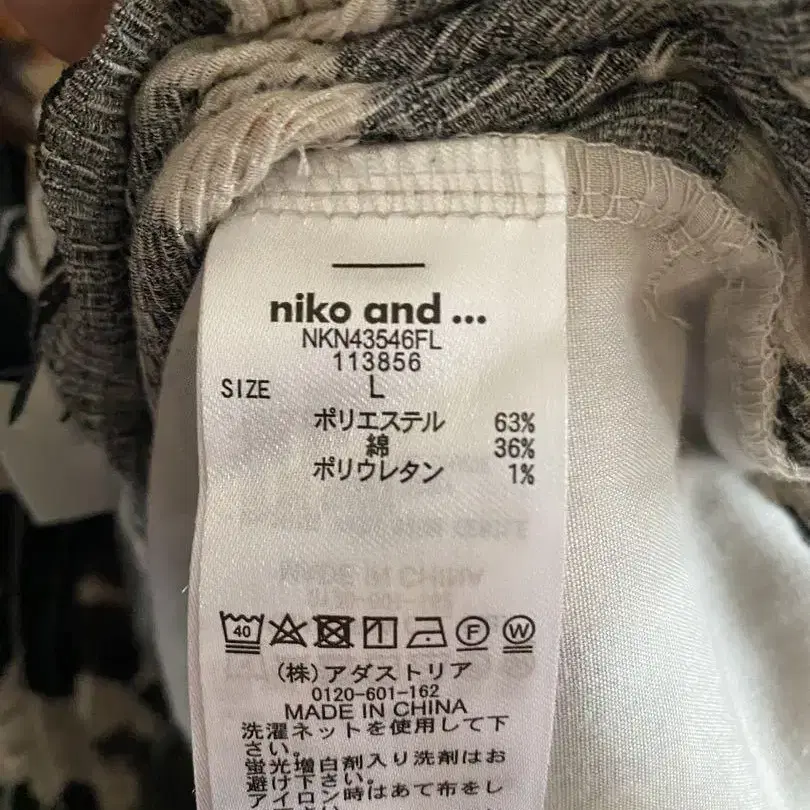 niko and ...
NKN43546FL
113856
SIZE L
ポリエステル 63%
綿 36%
ポリウレタン 1%
40
F
W
(株)アダストリア
0120-601-162
MADE IN CHINA
洗濯ネットを使用して下
さい。
蛍光増白剤入り洗剤はお
避け下さい。
アイロン時はあて布をし